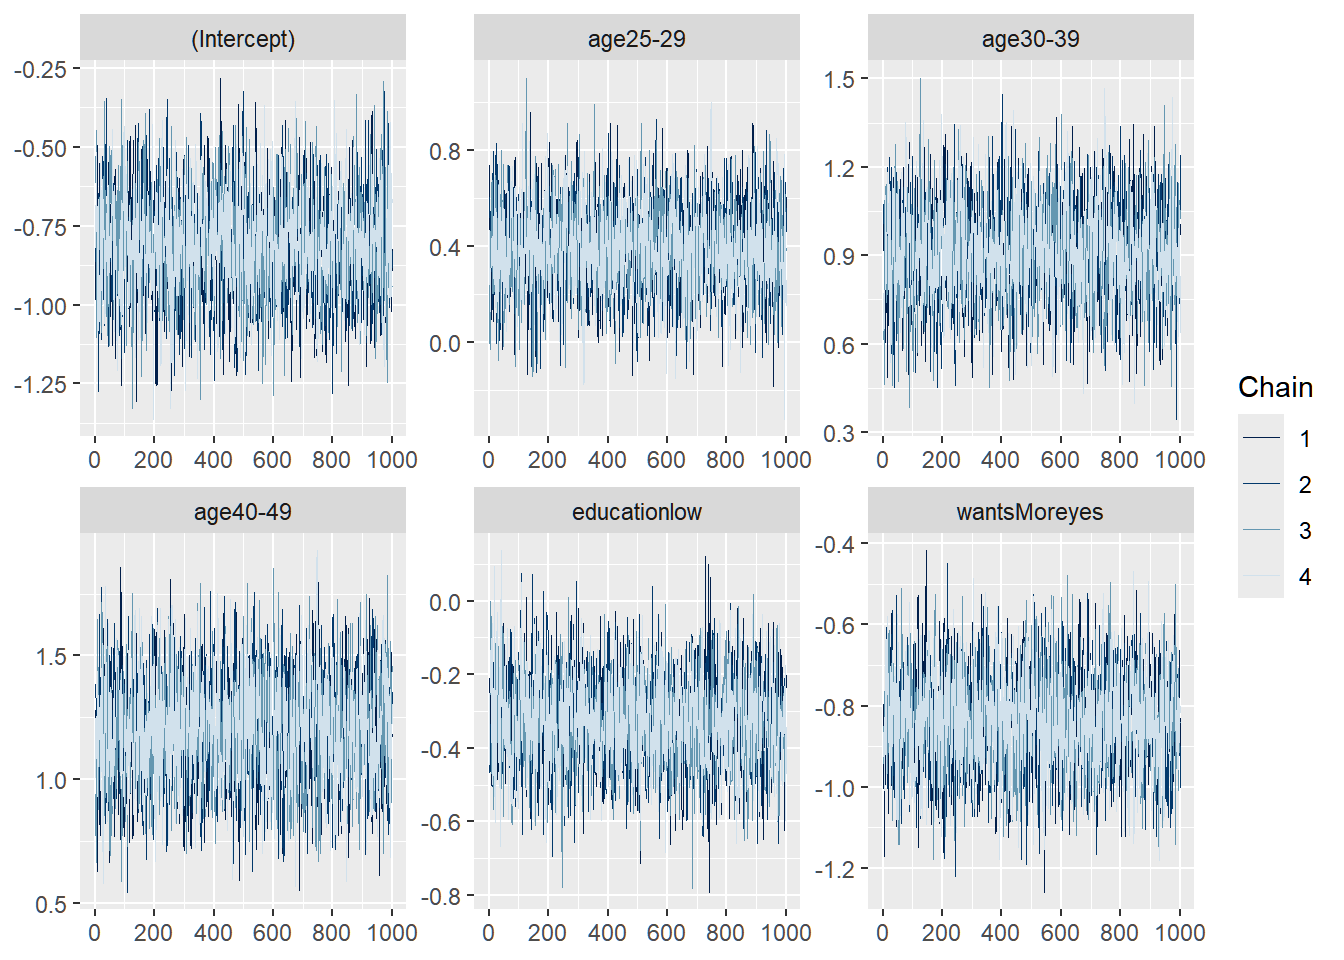 (Intercept)
age25-29
age30-39
-0.25
-0.50
-0.75
-1.00
-1.25
0.8
0.4
0.0
1.5
1.2
0.9
0.6
0.3
0 200 400 600 800 1000
0 200 400 600 800 1000
0 200 400 600 800 1000
age40-49
educationlow
wantsMoreyes
1.5
1.0
0.5
0.0
-0.2
-0.4
-0.6
-0.8
-0.4
-0.6
-0.8
-1.0
-1.2
0 200 400 600 800 1000
0 200 400 600 800 1000
0 200 400 600 800 1000
Chain
1
2
3
4